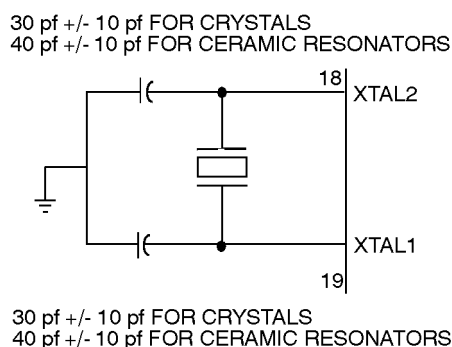 30 pf +/- 10 pf FOR CRYSTALS
40 pf +/- 10 pf FOR CERAMIC RESONATORS
18
XTAL2
XTAL1
19
30 pf +/- 10 pf FOR CRYSTALS
40 pf +/- 10 pf FOR CERAMIC RESONATORS